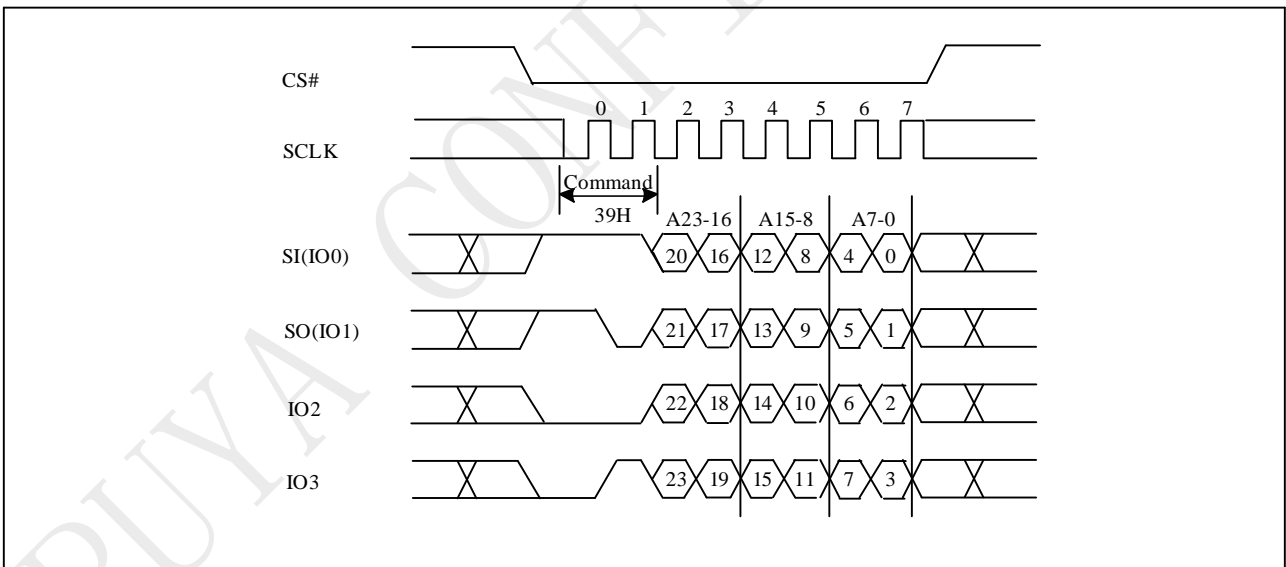 PUYA CONF
CS#
0 1 2 3 4 5 6 7
SCLK
Command
39H A23-16 A15-8 A7-0
SI(IO0) 20 16 12 8 4 0
SO(IO1) 21 17 13 9 5 1
IO2 22 18 14 10 6 2
IO3 23 19 15 11 7 3